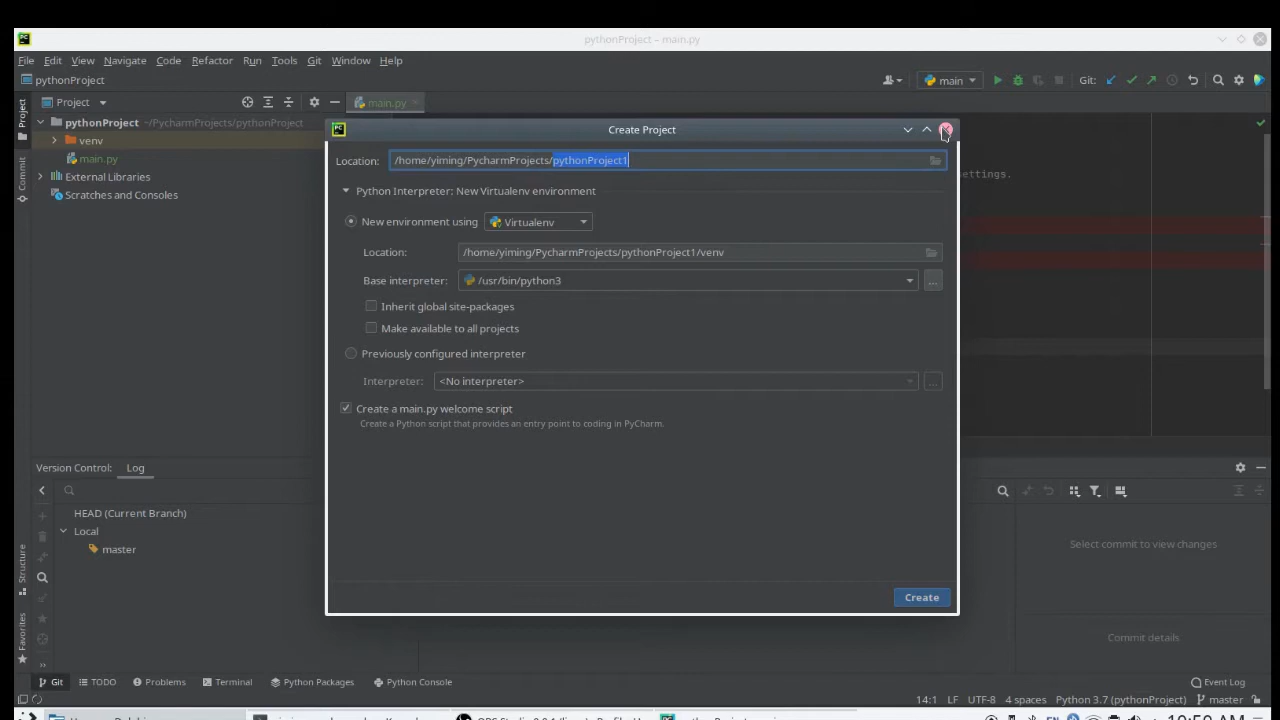 pythonProject – main.py
File Edit View Navigate Code Refactor Run Tools Git Window Help
pythonProject
main
Git:
Project
Project
main.py
pythonProject ~/PycharmProjects/pythonProject
venv
main.py
External Libraries
Scratches and Consoles
Commit
Create Project
Location: /home/yiming/PycharmProjects/pythonProject1
Python Interpreter: New Virtualenv environment
New environment using Virtualenv
Location: /home/yiming/PycharmProjects/pythonProject1/venv
Base interpreter: /usr/bin/python3
...
Inherit global site-packages
Make available to all projects
Previously configured interpreter
Interpreter: <No interpreter>
...
Create a main.py welcome script
Create a Python script that provides an entry point to coding in PyCharm.
Create
settings.
Version Control: Log
HEAD (Current Branch)
Local
master
Select commit to view changes
Commit details
Structure
Favorites
Git TODO Problems Terminal Python Packages Python Console Event Log
14:1 LF UTF-8 4 spaces Python 3.7 (pythonProject) master